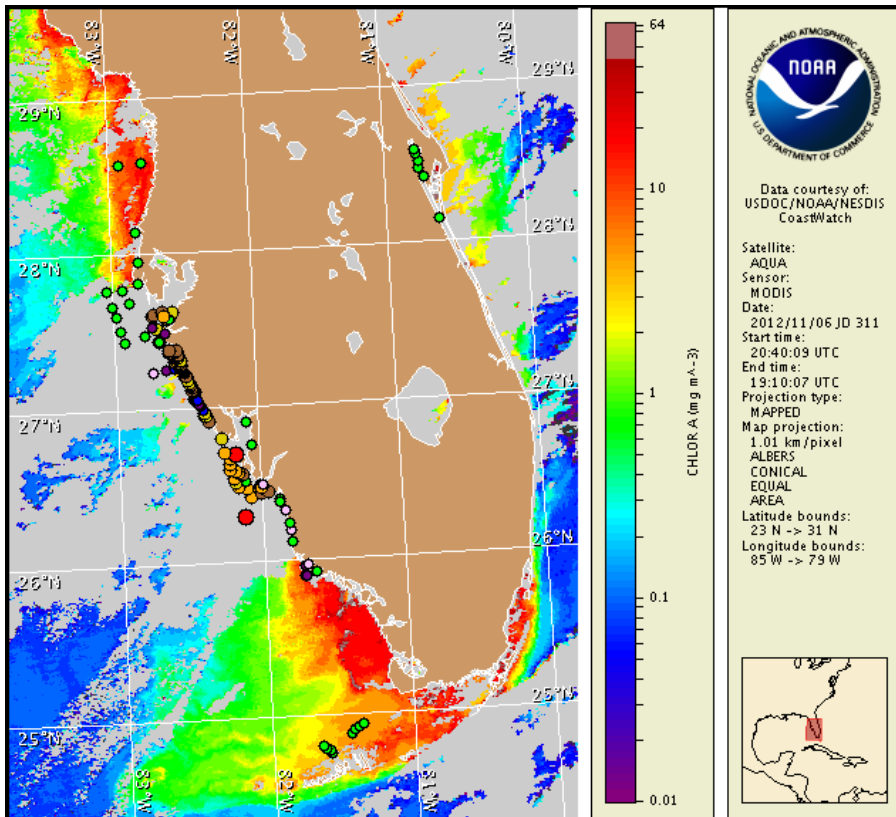 83°W
82°W
81°W
80°W
29°N
29°N
28°N
28°N
27°N
27°N
26°N
26°N
25°N
25°N
83°W
82°W
81°W
64
10
1
0.1
0.01
CHLOR A (mg m^-3)
NATIONAL OCEANIC AND ATMOSPHERIC ADMINISTRATION
NOAA
U.S. DEPARTMENT OF COMMERCE
Data courtesy of:
USDOC/NOAA/NESDIS
CoastWatch
Satellite:
AQUA
Sensor:
MODIS
Date:
2012/11/06 JD 311
Start time:
20:40:09 UTC
End time:
19:10:07 UTC
Projection type:
MAPPED
Map projection:
1.01 km/pixel
ALBERS
CONICAL
EQUAL
AREA
Latitude bounds:
23 N -> 31 N
Longitude bounds:
85 W -> 79 W